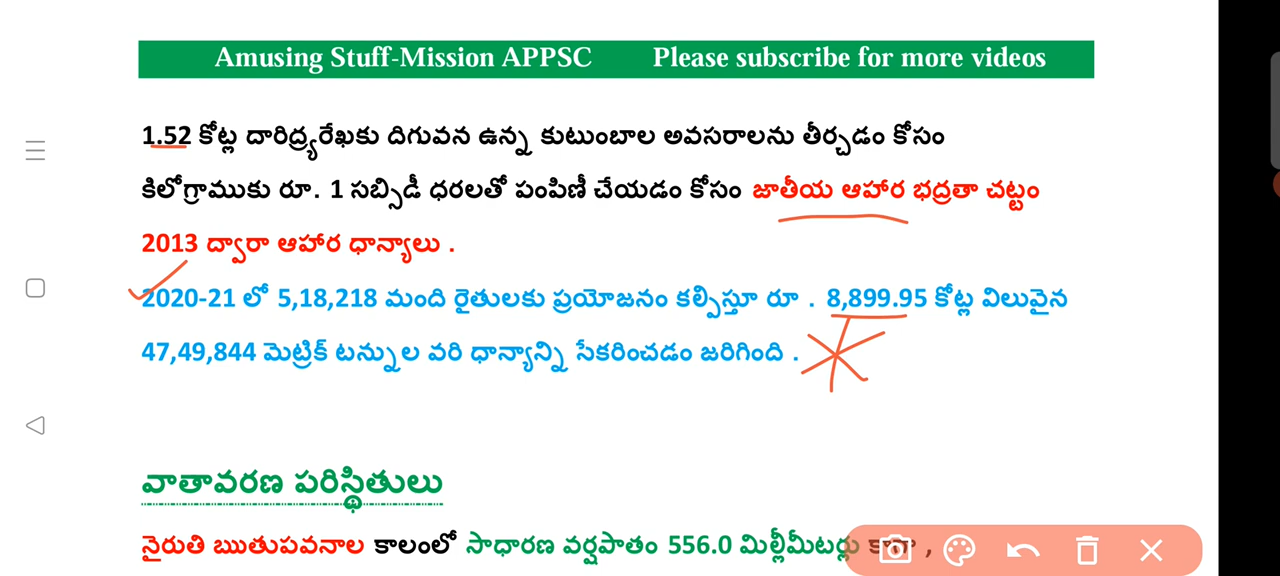 Amusing Stuff-Mission APPSC Please subscribe for more videos
1.52 కోట్ల దారిద్ర్యరేఖకు దిగువన ఉన్న కుటుంబాల అవసరాలను తీర్చడం కోసం
కిలోగ్రాముకు రూ. 1 సబ్సిడీ ధరలతో పంపిణీ చేయడం కోసం జాతీయ ఆహార భద్రతా చట్టం
2013 ద్వారా ఆహార ధాన్యాలు .
2020-21 లో 5,18,218 మంది రైతులకు ప్రయోజనం కల్పిస్తూ రూ . 8,899.95 కోట్ల విలువైన
47,49,844 మెట్రిక్ టన్నుల వరి ధాన్యాన్ని సేకరించడం జరిగింది .
వాతావరణ పరిస్థితులు
నైరుతి ఋతుపవనాల కాలంలో సాధారణ వర్షపాతం 556.0 మిల్లీమీటర్లు కాగా ,